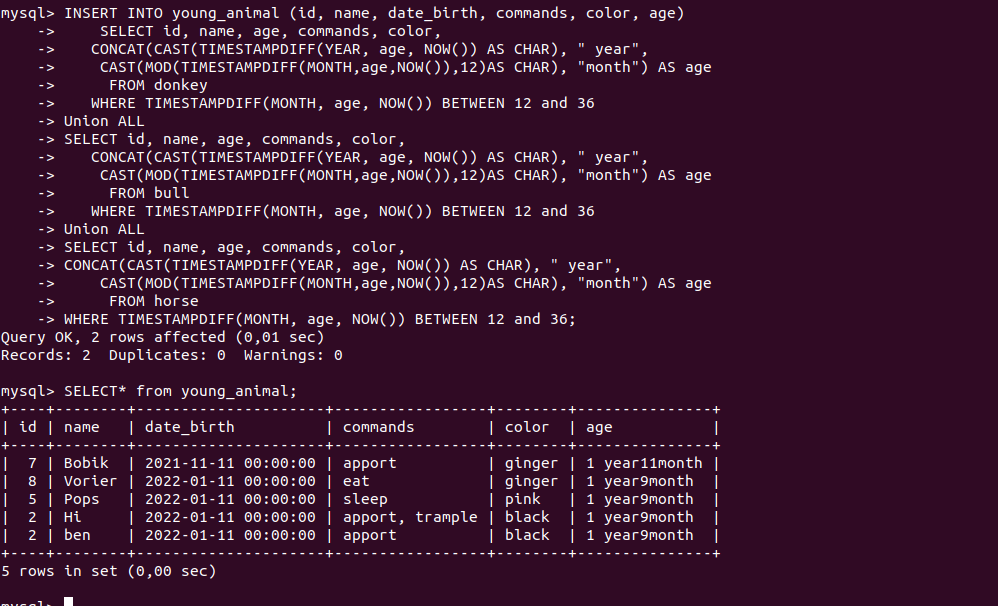 mysql> INSERT INTO young_animal (id, name, date_birth, commands, color, age)
    ->     SELECT id, name, age, commands, color,
    ->    CONCAT(CAST(TIMESTAMPDIFF(YEAR, age, NOW()) AS CHAR), " year",
    ->     CAST(MOD(TIMESTAMPDIFF(MONTH,age,NOW()),12)AS CHAR), "month") AS age
    ->      FROM donkey
    ->    WHERE TIMESTAMPDIFF(MONTH, age, NOW()) BETWEEN 12 and 36
    -> Union ALL
    -> SELECT id, name, age, commands, color,
    ->    CONCAT(CAST(TIMESTAMPDIFF(YEAR, age, NOW()) AS CHAR), " year",
    ->     CAST(MOD(TIMESTAMPDIFF(MONTH,age,NOW()),12)AS CHAR), "month") AS age
    ->      FROM bull
    ->    WHERE TIMESTAMPDIFF(MONTH, age, NOW()) BETWEEN 12 and 36
    -> Union ALL
    -> SELECT id, name, age, commands, color,
    -> CONCAT(CAST(TIMESTAMPDIFF(YEAR, age, NOW()) AS CHAR), " year",
    ->     CAST(MOD(TIMESTAMPDIFF(MONTH,age,NOW()),12)AS CHAR), "month") AS age
    ->      FROM horse
    -> WHERE TIMESTAMPDIFF(MONTH, age, NOW()) BETWEEN 12 and 36;
Query OK, 2 rows affected (0,01 sec)
Records: 2  Duplicates: 0  Warnings: 0
mysql> SELECT* from young_animal;
+----+--------+---------------------+-----------------+--------+---------------+
| id | name   | date_birth          | commands        | color  | age           |
+----+--------+---------------------+-----------------+--------+---------------+
|  7 | Bobik  | 2021-11-11 00:00:00 | apport          | ginger | 1 year11month |
|  8 | Vorier | 2022-01-11 00:00:00 | eat             | ginger | 1 year9month  |
|  5 | Pops   | 2022-01-11 00:00:00 | sleep           | pink   | 1 year9month  |
|  2 | Hi     | 2022-01-11 00:00:00 | apport, trample | black  | 1 year9month  |
|  2 | ben    | 2022-01-11 00:00:00 | apport          | black  | 1 year9month  |
+----+--------+---------------------+-----------------+--------+---------------+
5 rows in set (0,00 sec)
mysql>